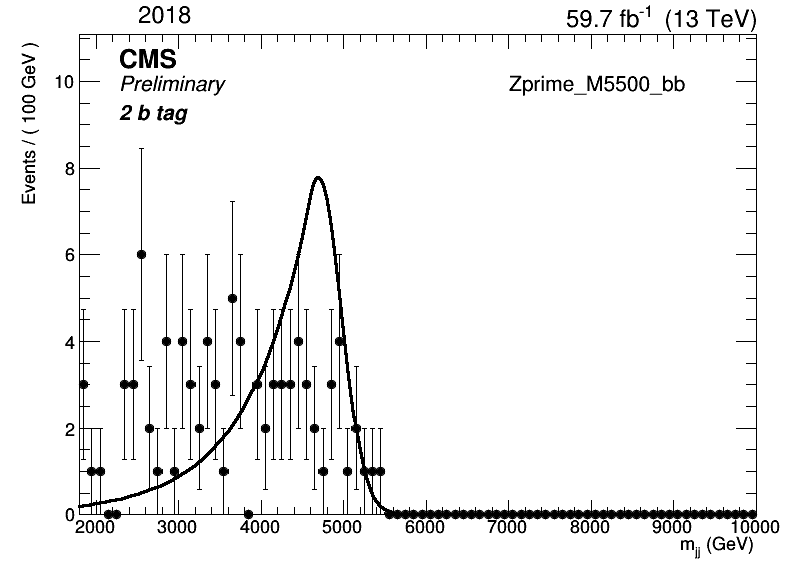 2018
59.7 fb⁻¹ (13 TeV)
CMS
Preliminary
2 b tag
Zprime_M5500_bb
Events / ( 100 GeV )
10
8
6
4
2
0
2000 3000 4000 5000 6000 7000 8000 9000 10000
m_jj (GeV)